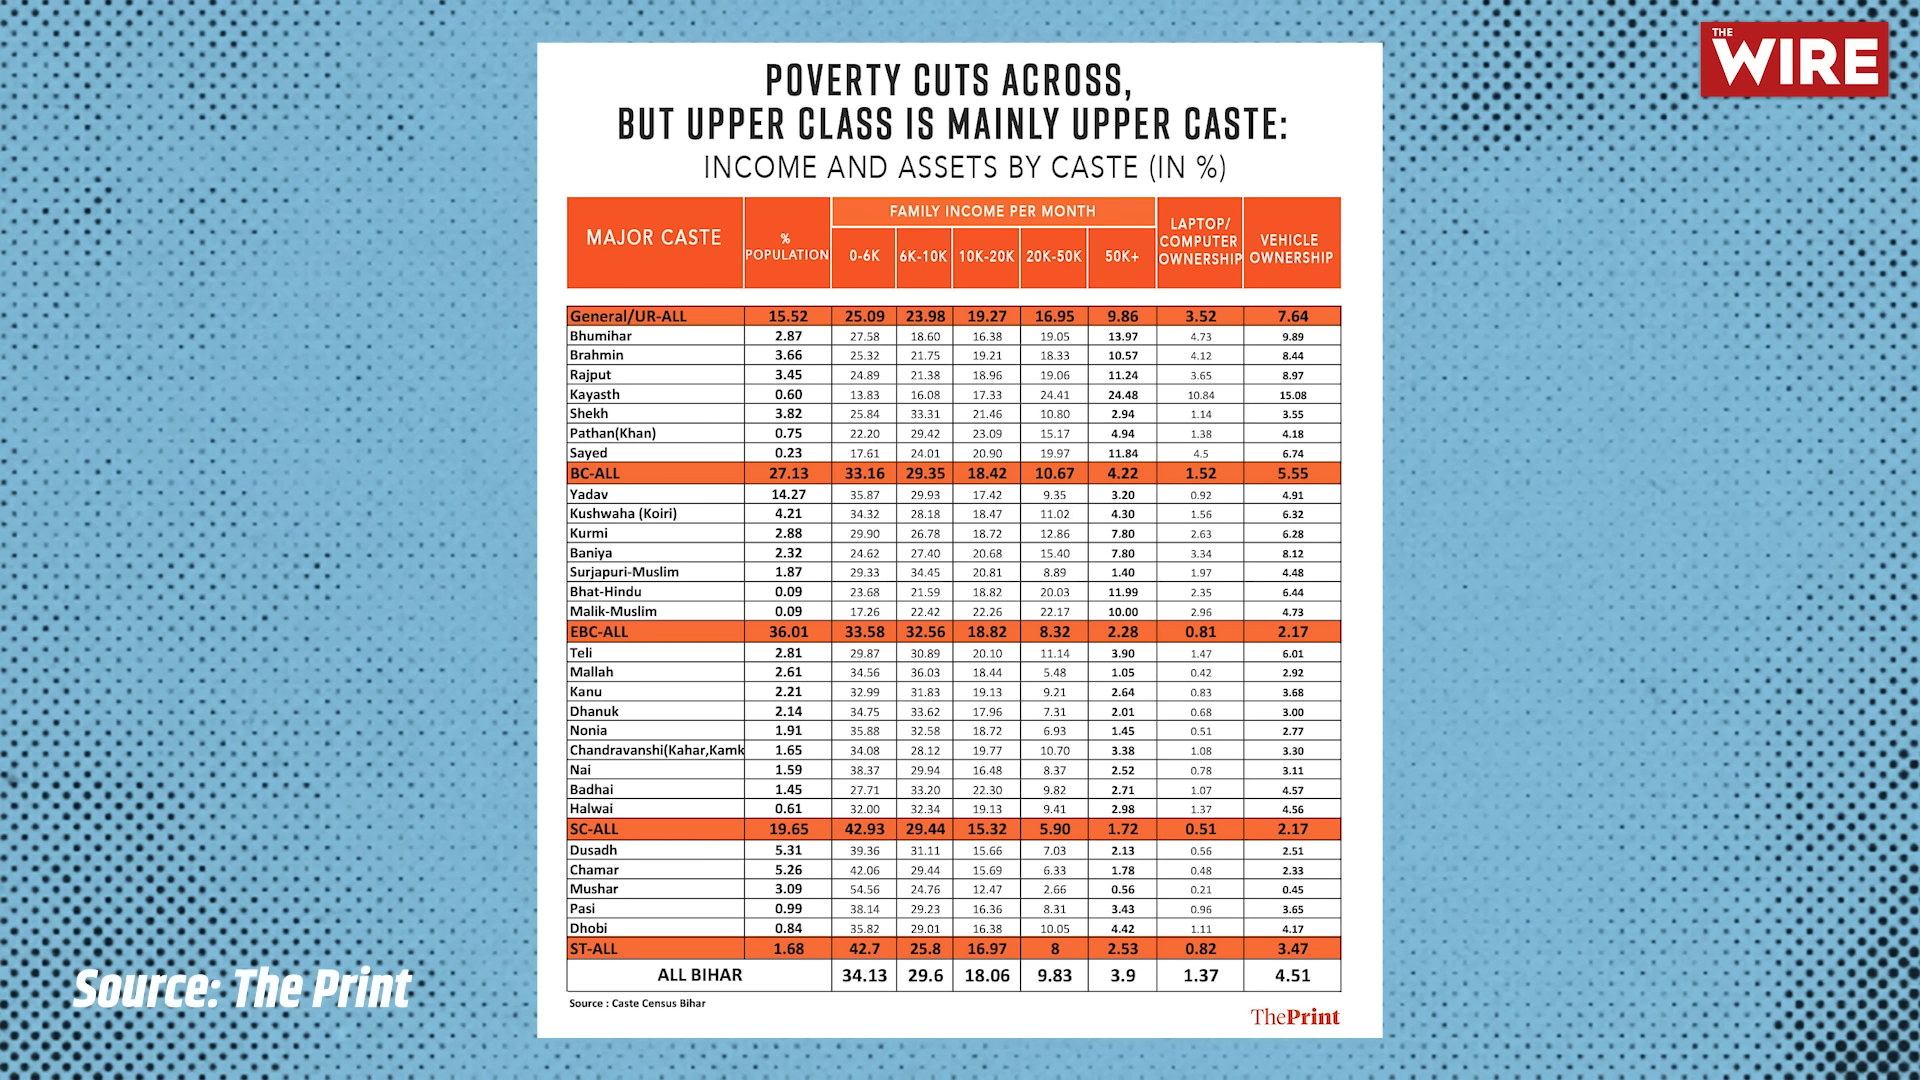 THE
WIRE
POVERTY CUTS ACROSS,
BUT UPPER CLASS IS MAINLY UPPER CASTE:
INCOME AND ASSETS BY CASTE (IN %)
MAJOR CASTE % POPULATION FAMILY INCOME PER MONTH 0-6K 6K-10K 10K-20K 20K-50K 50K+ LAPTOP/ COMPUTER OWNERSHIP VEHICLE OWNERSHIP
General/UR-ALL 15.52 25.09 23.98 19.27 16.95 9.86 3.52 7.64
Bhumihar 2.87 27.58 18.60 16.38 19.05 13.97 4.73 9.89
Brahmin 3.66 25.32 21.75 19.21 18.33 10.57 4.12 8.44
Rajput 3.45 24.89 21.38 18.96 19.06 11.24 3.65 8.97
Kayasth 0.60 13.83 16.08 17.33 24.41 24.48 10.84 15.08
Shekh 3.82 25.84 33.31 21.46 10.80 2.94 1.14 3.55
Pathan(Khan) 0.75 22.20 29.42 23.09 15.17 4.94 1.38 4.18
Sayed 0.23 17.61 24.01 20.90 19.97 11.84 4.5 6.74
BC-ALL 27.13 33.16 29.35 18.42 10.67 4.22 1.52 5.55
Yadav 14.27 35.87 29.93 17.42 9.35 3.20 0.92 4.91
Kushwaha (Koiri) 4.21 34.32 28.18 18.47 11.02 4.30 1.56 6.32
Kurmi 2.88 29.90 26.78 18.72 12.86 7.80 2.63 6.28
Baniya 2.32 24.62 27.40 20.68 15.40 7.80 3.34 8.12
Surjapuri-Muslim 1.87 29.33 34.45 20.81 8.89 1.40 1.97 4.48
Bhat-Hindu 0.09 23.68 21.59 18.82 20.03 11.99 2.35 6.44
Malik-Muslim 0.09 17.26 22.42 22.26 22.17 10.00 2.96 4.73
EBC-ALL 36.01 33.58 32.56 18.82 8.32 2.28 0.81 2.17
Teli 2.81 29.87 30.89 20.10 11.14 3.90 1.47 6.01
Mallah 2.61 34.56 36.03 18.44 5.48 1.05 0.42 2.92
Kanu 2.21 32.99 31.83 19.13 9.21 2.64 0.83 3.68
Dhanuk 2.14 34.75 33.62 17.96 7.31 2.01 0.68 3.00
Nonia 1.91 35.88 32.58 18.72 6.93 1.45 0.51 2.77
Chandravanshi(Kahar,Kamk 1.65 34.08 28.12 19.77 10.70 3.38 1.08 3.30
Nai 1.59 38.37 29.94 16.48 8.37 2.52 0.78 3.11
Badhai 1.45 27.71 33.20 22.30 9.82 2.71 1.07 4.57
Halwai 0.61 32.00 32.34 19.13 9.41 2.98 1.37 4.56
SC-ALL 19.65 42.93 29.44 15.32 5.90 1.72 0.51 2.17
Dusadh 5.31 39.36 31.11 15.66 7.03 2.13 0.56 2.51
Chamar 5.26 42.06 29.44 15.69 6.33 1.78 0.48 2.33
Mushar 3.09 54.56 24.76 12.47 2.66 0.56 0.21 0.45
Pasi 0.99 38.14 29.23 16.36 8.31 3.43 0.96 3.65
Dhobi 0.84 35.82 29.01 16.38 10.05 4.42 1.11 4.17
ST-ALL 1.68 42.7 25.8 16.97 8 2.53 0.82 3.47
ALL BIHAR 34.13 29.6 18.06 9.83 3.9 1.37 4.51
Source : Caste Census Bihar
ThePrint
Source: The Print